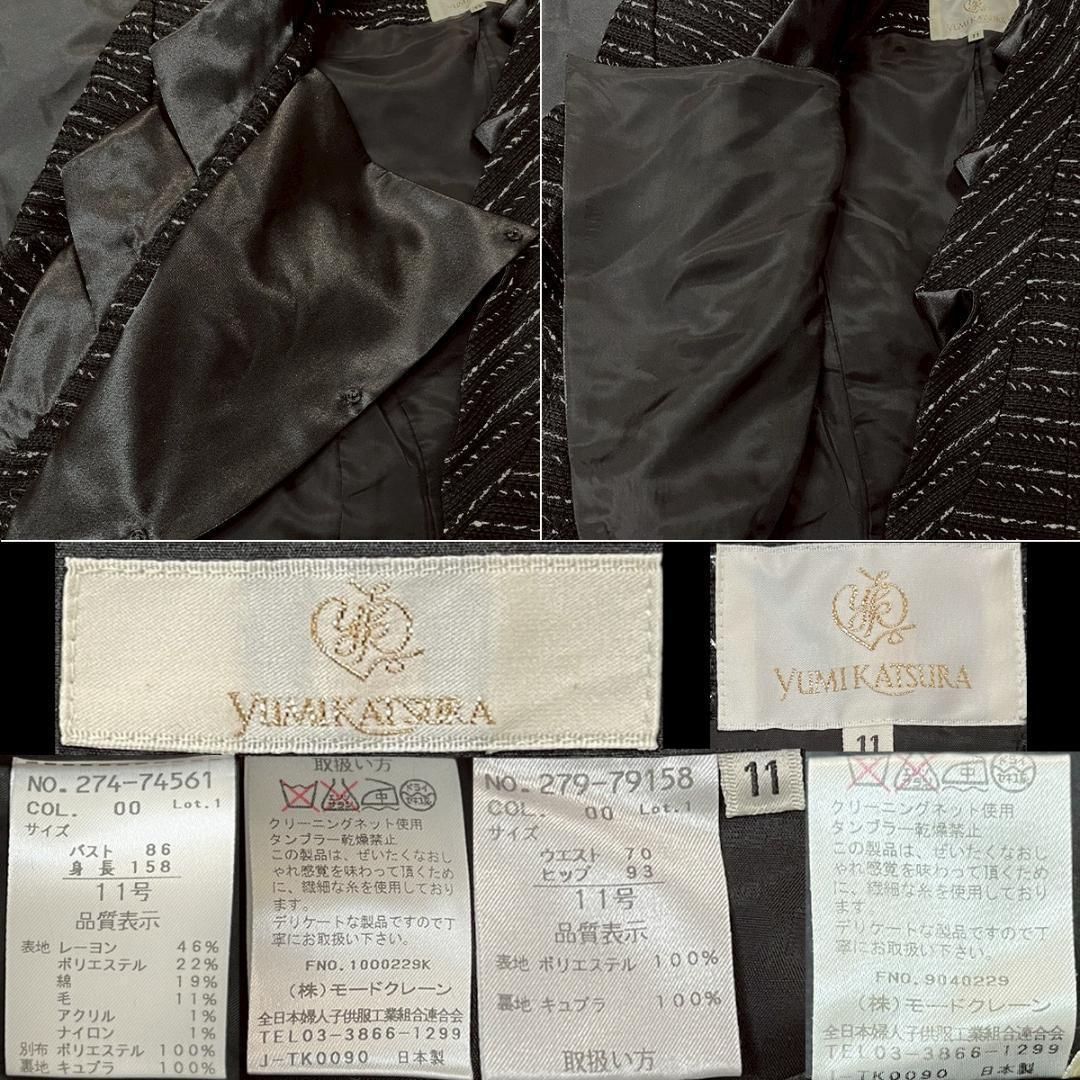 YUMI KATSURA
YUMI KATSURA
11
YUMI KATSURA
YUMI KATSURA
11
NO. 274-74561
COL. 00 Lot.1
サイズ
バスト 86
身長 158
11号
品質表示
表地 レーヨン 46%
ポリエステル 22%
綿 19%
毛 11%
アクリル 1%
ナイロン 1%
別布 ポリエステル 100%
裏地 キュプラ 100%
取扱い方
ドライ
クリーニングネット使用
タンブラー乾燥禁止
この製品は、ぜいたくなおし
ゃれ感覚を味わって頂くため
に、繊細な糸を使用しており
ます。
デリケートな製品ですので丁
寧にお取扱い下さい。
FNO.1000229K
(株)モードクレーン
全日本婦人子供服工業組合連合会
TEL03-3866-1299
J-TK0090 日本製
NO. 279-79158
COL. 00 Lot.1
サイズ
ウエスト 70
ヒップ 93
11号
品質表示
表地 ポリエステル 100%
裏地 キュプラ 100%
取扱い方
11
クリーニングネット使用
タンブラー乾燥禁止
この製品は、ぜいたくなおし
ゃれ感覚を味わって頂くため
に、繊細な糸を使用しており
ます。
デリケートな製品ですので丁
寧にお取扱い下さい。
FNO.9040229
(株)モードクレーン
全日本婦人子供服工業組合連合会
TEL03-3866-1299
J-TK0090 日本製